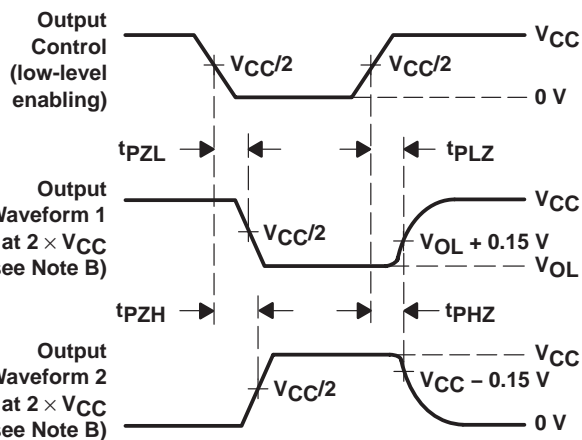 Output
Control
(low-level
enabling)
VCC/2
VCC/2
VCC
0 V
tPZL
tPLZ
Output
Waveform 1
at 2 × VCC
see Note B)
VCC/2
VCC
VOL + 0.15 V
VOL
tPZH
tPHZ
Output
Waveform 2
at 2 × VCC
see Note B)
VCC/2
VCC
VCC – 0.15 V
0 V